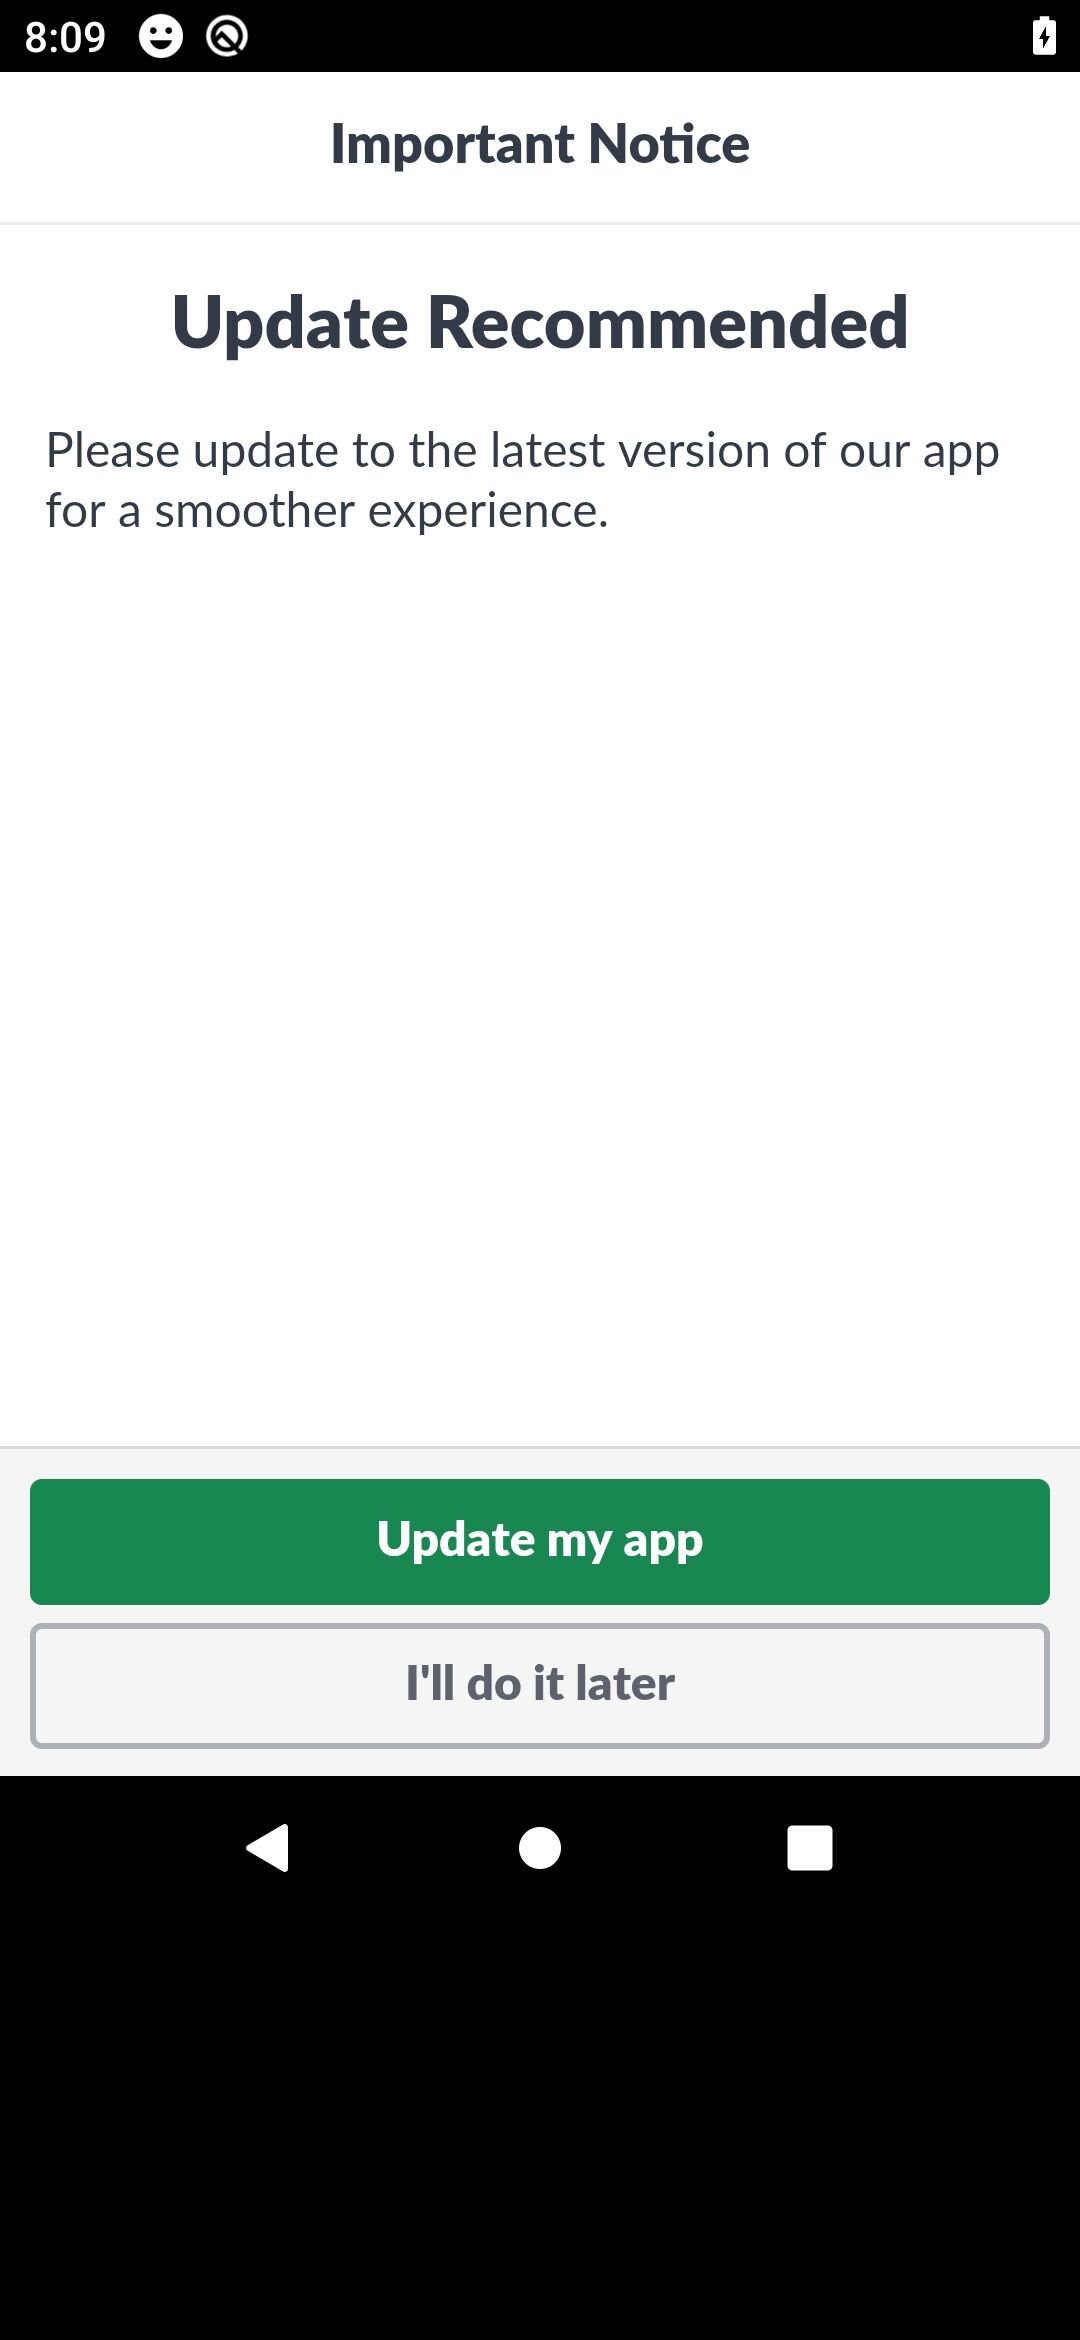 8:09
Important Notice
Update Recommended
Please update to the latest version of our app
for a smoother experience.
Update my app
I'll do it later